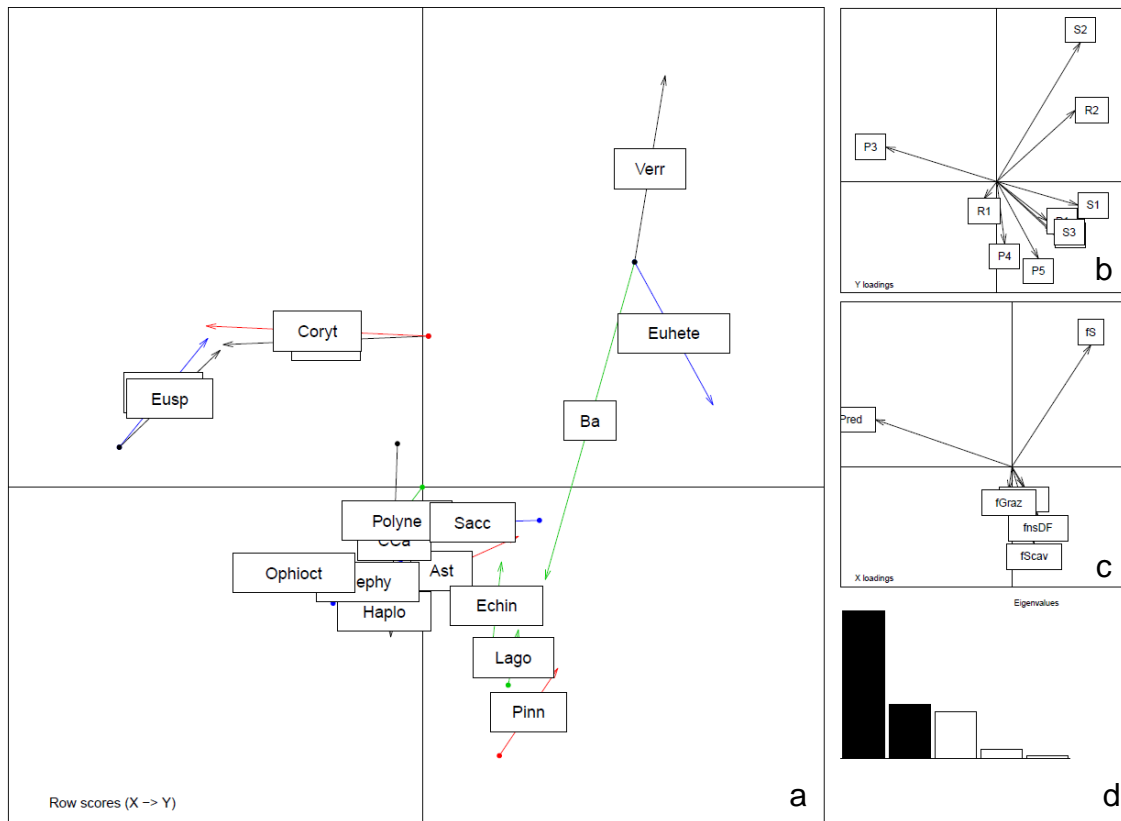 Verr
Coryt
Euhete
Eusp
Ba
Polyne
Sacc
Ast
Ophioct
ephy
Haplo
Echin
Lago
Pinn
Row scores (X −> Y)
a
S2
R2
P3
S1
R1
S3
P4
P5
Y loadings
b
fS
Pred
fGraz
fnsDF
fScav
X loadings
c
Eigenvalues
d